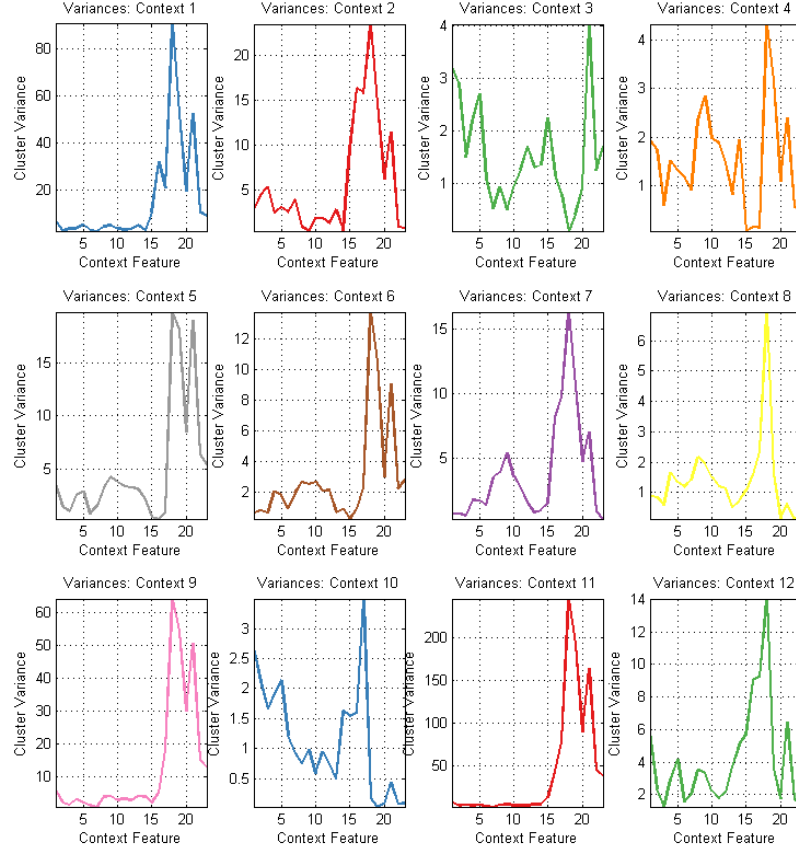 Variances: Context 1
80
60
40
20
Cluster Variance
5 10 15 20
Context Feature
Variances: Context 2
20
15
10
5
Cluster Variance
5 10 15 20
Context Feature
Variances: Context 3
4
3
2
1
Cluster Variance
5 10 15 20
Context Feature
Variances: Context 4
4
3
2
1
Cluster Variance
5 10 15 20
Context Feature
Variances: Context 5
15
10
5
Cluster Variance
5 10 15 20
Context Feature
Variances: Context 6
12
10
8
6
4
2
Cluster Variance
5 10 15 20
Context Feature
Variances: Context 7
15
10
5
Cluster Variance
5 10 15 20
Context Feature
Variances: Context 8
6
5
4
3
2
1
Cluster Variance
5 10 15 20
Context Feature
Variances: Context 9
60
50
40
30
20
10
Cluster Variance
5 10 15 20
Context Feature
Variances: Context 10
3
2.5
2
1.5
1
0.5
Cluster Variance
5 10 15 20
Context Feature
Variances: Context 11
200
150
100
50
Cluster Variance
5 10 15 20
Context Feature
Variances: Context 12
14
12
10
8
6
4
2
Cluster Variance
5 10 15 20
Context Feature